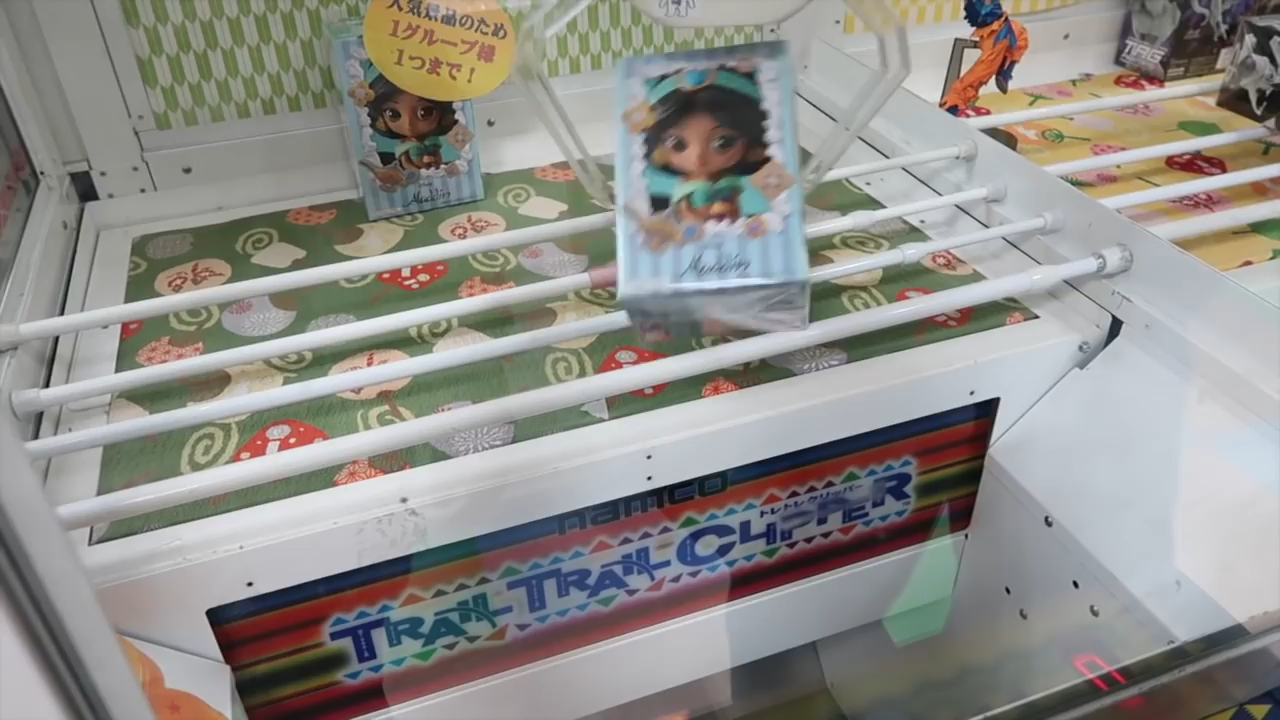 人気景品のため
1グループ様
1つまで！
Aladdin
Aladdin
TAG
namco
トレトレクリッパー
TRAIL TRAIL CLIPPER